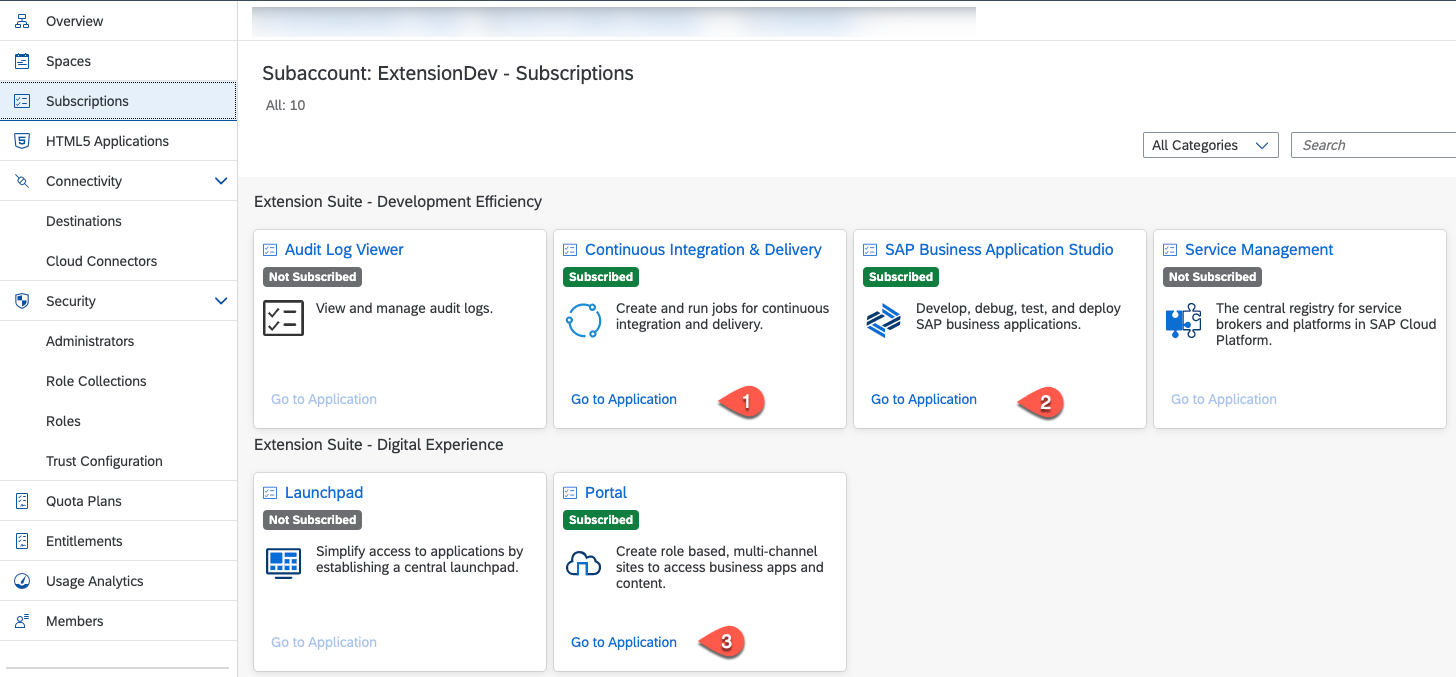 Overview
Spaces
Subscriptions
HTML5 Applications
Connectivity
Destinations
Cloud Connectors
Security
Administrators
Role Collections
Roles
Trust Configuration
Quota Plans
Entitlements
Usage Analytics
Members
Subaccount: ExtensionDev - Subscriptions
All: 10
All Categories
Search
Extension Suite - Development Efficiency
Audit Log Viewer
Not Subscribed
View and manage audit logs.
Go to Application
Continuous Integration & Delivery
Subscribed
Create and run jobs for continuous
integration and delivery.
Go to Application
1
SAP Business Application Studio
Subscribed
Develop, debug, test, and deploy
SAP business applications.
Go to Application
2
Service Management
Not Subscribed
The central registry for service
brokers and platforms in SAP Cloud
Platform.
Go to Application
Extension Suite - Digital Experience
Launchpad
Not Subscribed
Simplify access to applications by
establishing a central launchpad.
Go to Application
Portal
Subscribed
Create role based, multi-channel
sites to access business apps and
content.
Go to Application
3